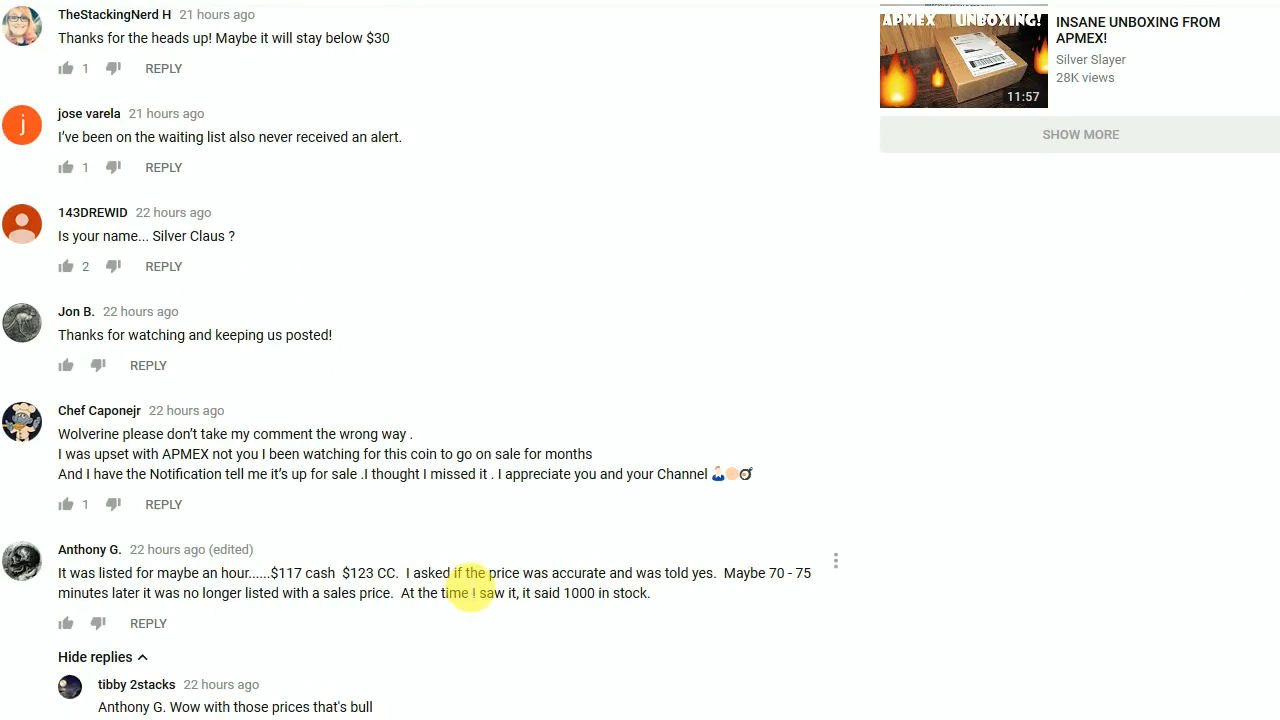 TheStackingNerd H 21 hours ago
Thanks for the heads up! Maybe it will stay below $30
1 REPLY
jose varela 21 hours ago
I’ve been on the waiting list also never received an alert.
1 REPLY
143DREWID 22 hours ago
Is your name... Silver Claus ?
2 REPLY
Jon B. 22 hours ago
Thanks for watching and keeping us posted!
REPLY
Chef Caponejr 22 hours ago
Wolverine please don’t take my comment the wrong way .
I was upset with APMEX not you I been watching for this coin to go on sale for months
And I have the Notification tell me it’s up for sale .I thought I missed it . I appreciate you and your Channel
1 REPLY
Anthony G. 22 hours ago (edited)
It was listed for maybe an hour......$117 cash $123 CC. I asked if the price was accurate and was told yes. Maybe 70 - 75
minutes later it was no longer listed with a sales price. At the time I saw it, it said 1000 in stock.
REPLY
Hide replies
tibby 2stacks 22 hours ago
Anthony G. Wow with those prices that's bull
APMEX UNBOXING!
11:57
INSANE UNBOXING FROM
APMEX!
Silver Slayer
28K views
SHOW MORE
j